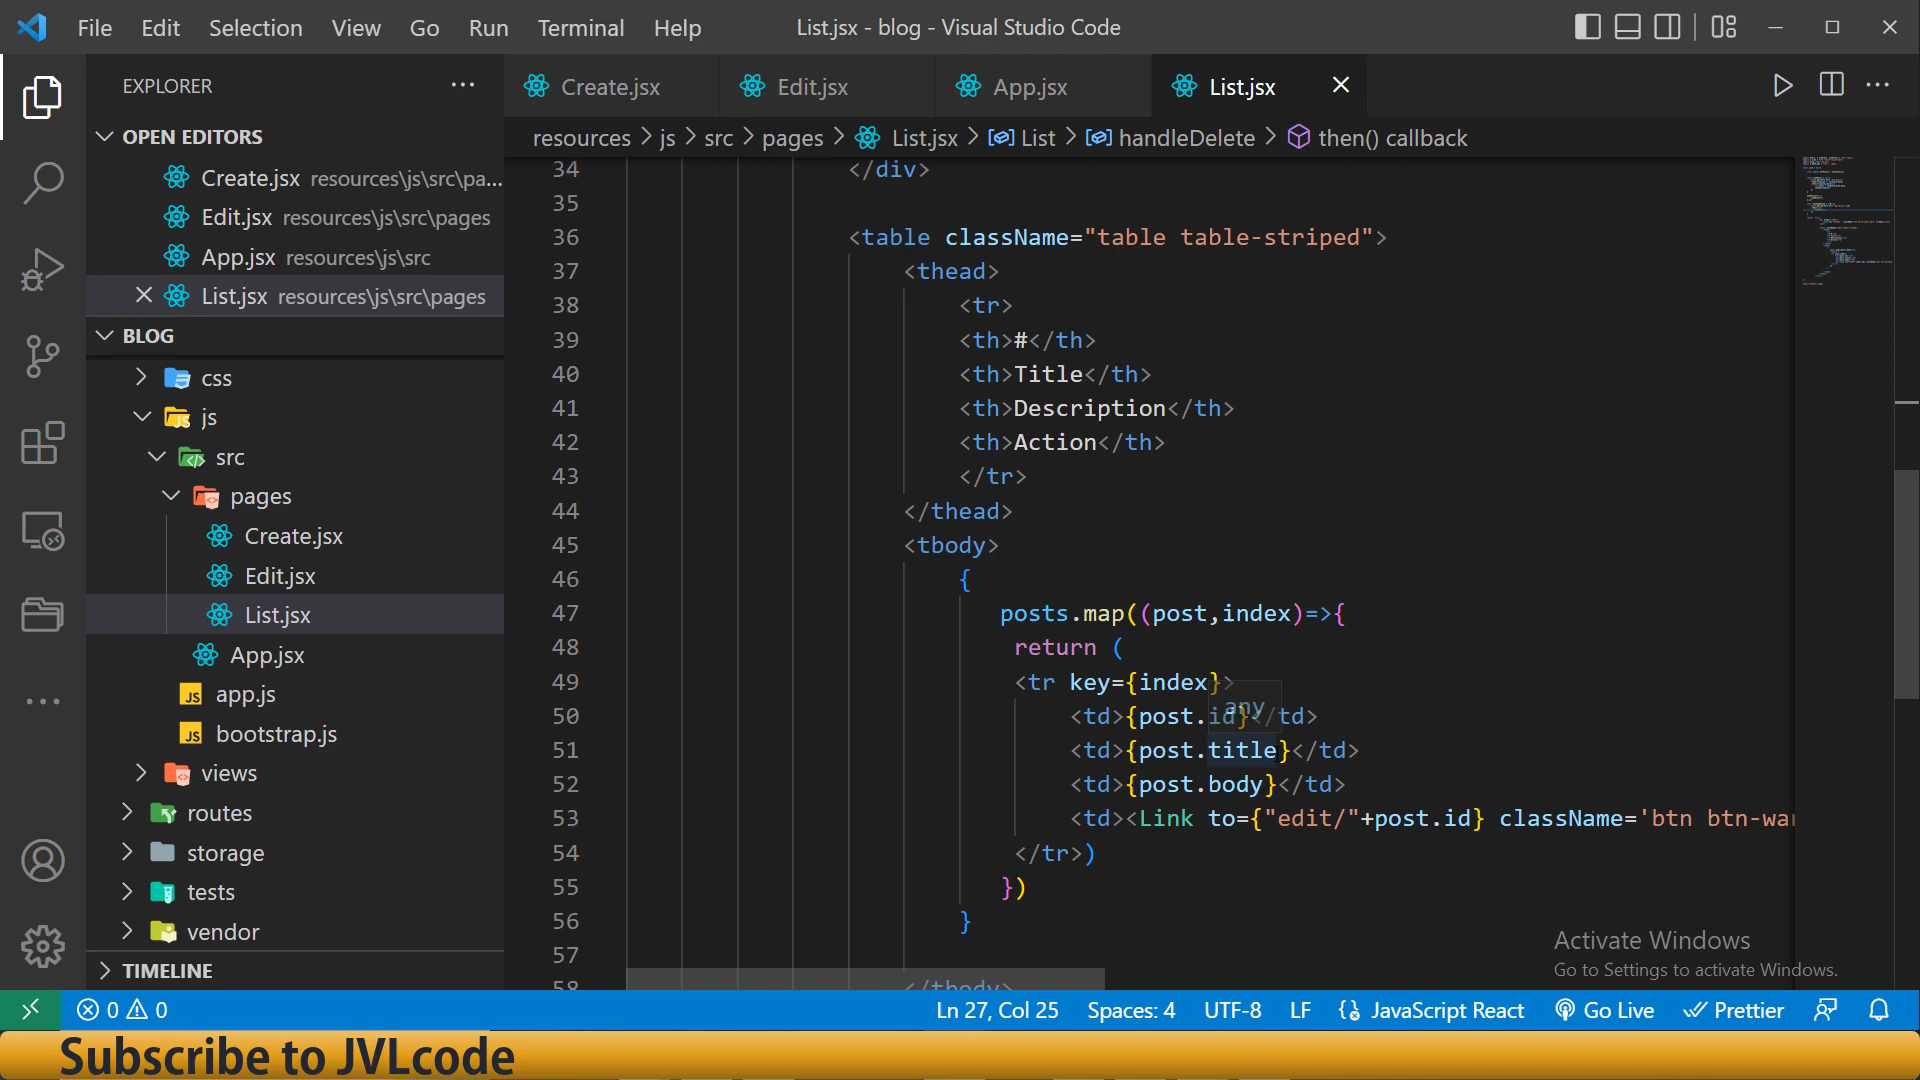 File Edit Selection View Go Run Terminal Help
List.jsx - blog - Visual Studio Code
EXPLORER
OPEN EDITORS
Create.jsx resources\js\src\pa...
Edit.jsx resources\js\src\pages
App.jsx resources\js\src
List.jsx resources\js\src\pages
BLOG
css
js
src
pages
Create.jsx
Edit.jsx
List.jsx
App.jsx
JS app.js
JS bootstrap.js
views
routes
storage
tests
vendor
TIMELINE
Create.jsx Edit.jsx App.jsx List.jsx
resources > js > src > pages > List.jsx > List > handleDelete > then() callback
34 </div>
35
36 <table className="table table-striped">
37 <thead>
38 <tr>
39 <th>#</th>
40 <th>Title</th>
41 <th>Description</th>
42 <th>Action</th>
43 </tr>
44 </thead>
45 <tbody>
46 {
47 posts.map((post,index)=>{
48 return (
49 <tr key={index}>
any
50 <td>{post.id}</td>
51 <td>{post.title}</td>
52 <td>{post.body}</td>
53 <td><Link to={"edit/"+post.id} className='btn btn-war
54 </tr>)
55 })
56 }
57
58 </tbody>
Activate Windows
Go to Settings to activate Windows.
0 0
Ln 27, Col 25 Spaces: 4 UTF-8 LF JavaScript React Go Live Prettier
Subscribe to JVLcode